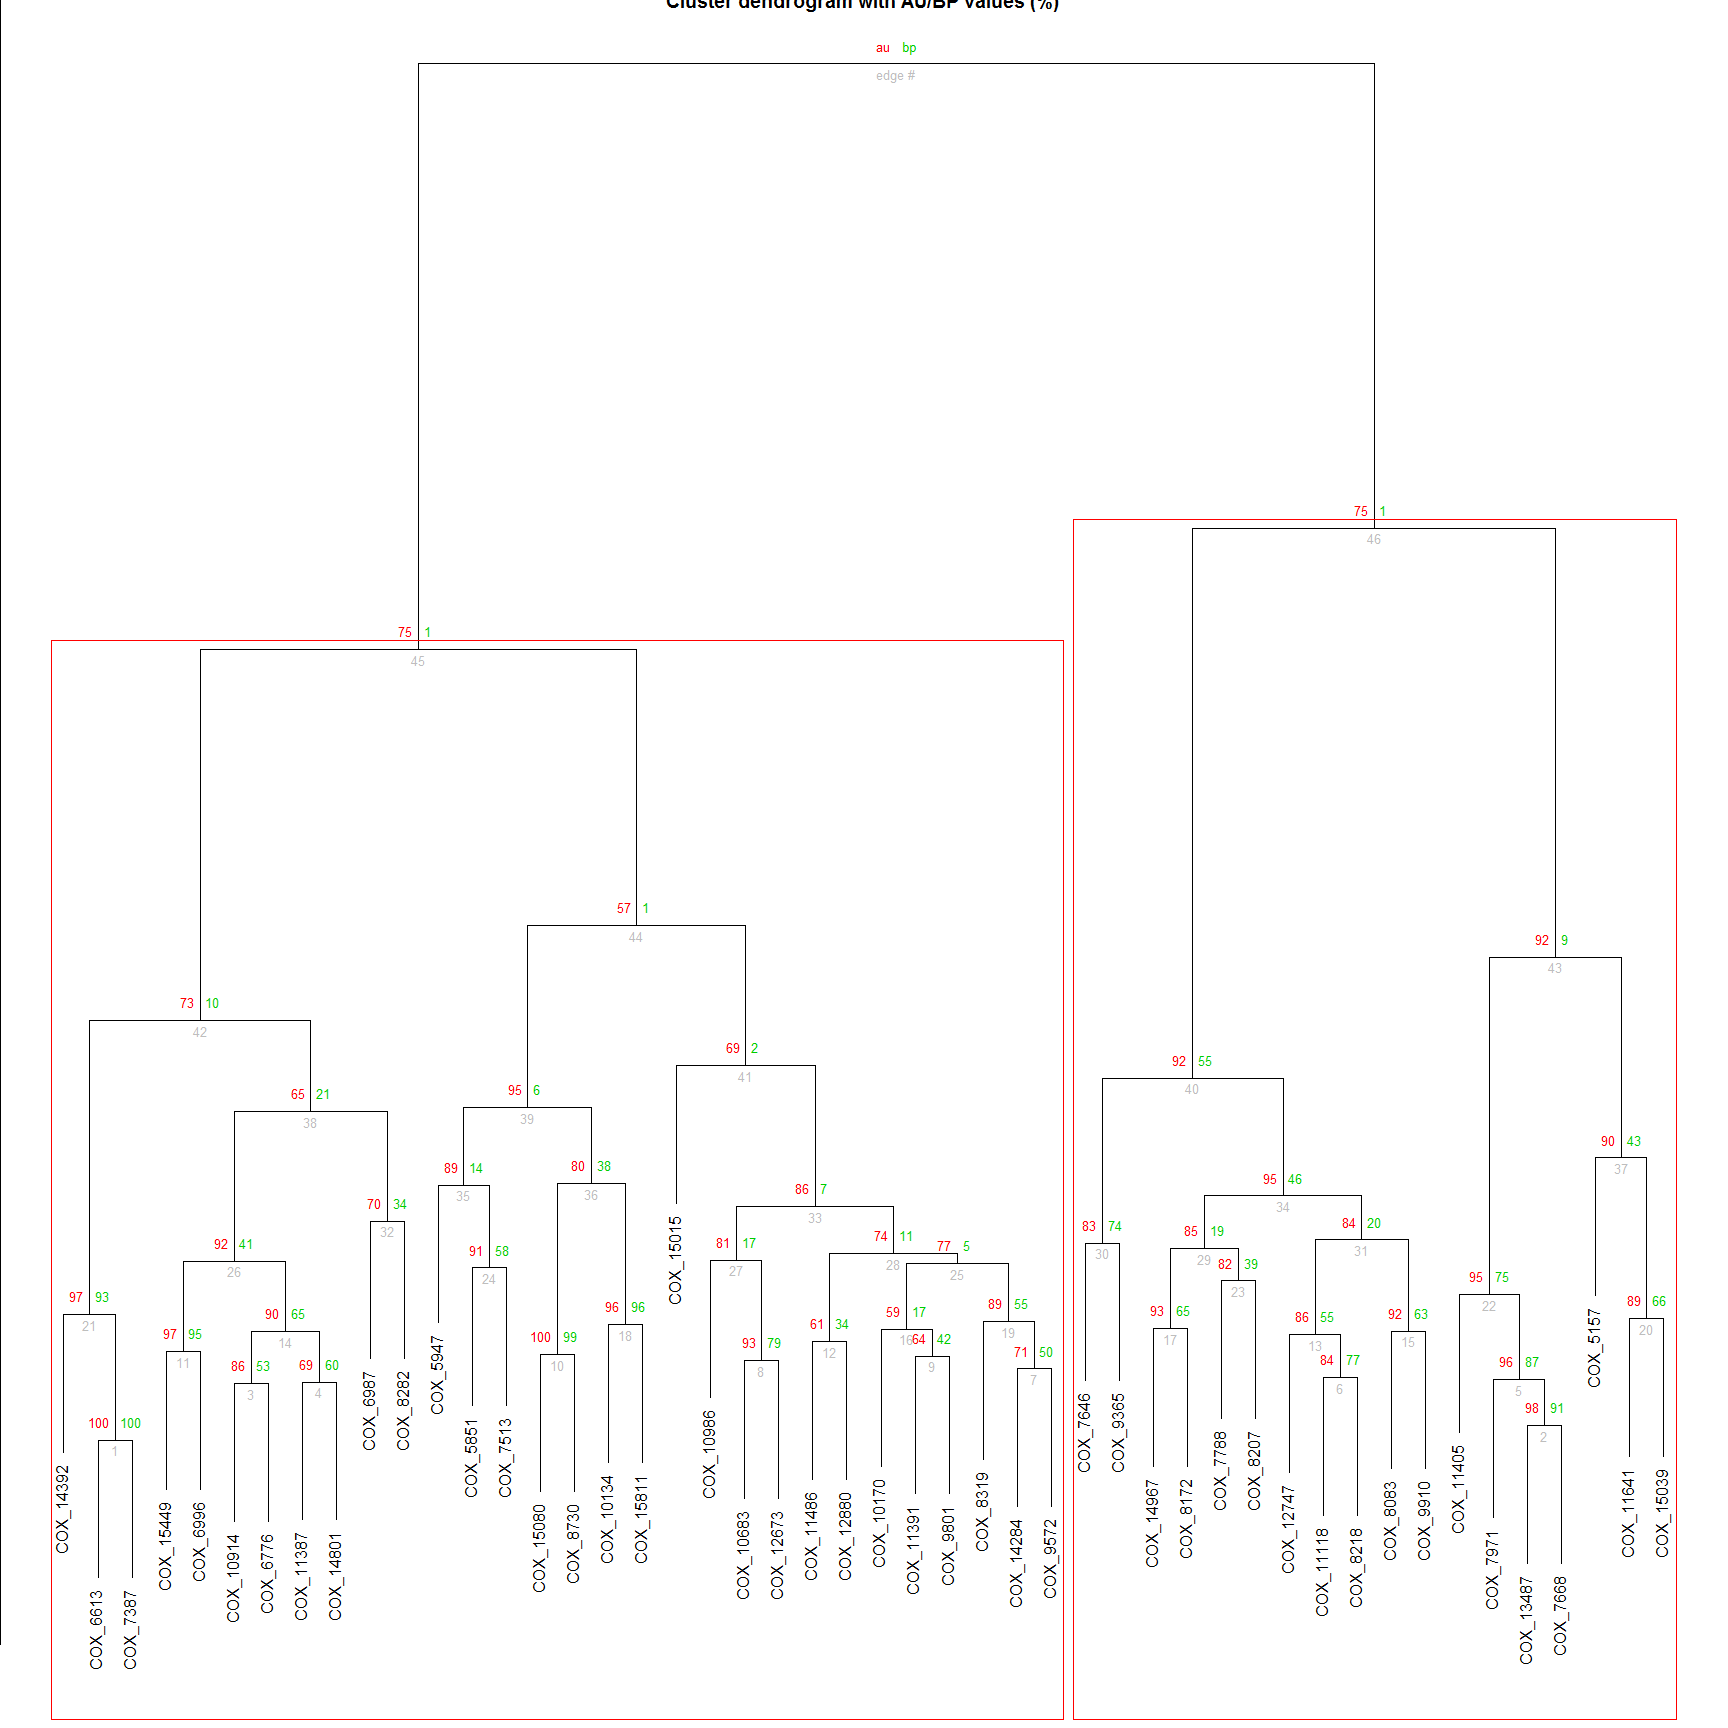 Cluster dendrogram with AU/BP values (%)
au bp
edge #
75 1
46
75 1
45
57 1
44
92 9
43
73 10
42
69 2
41
92 55
40
95 6
39
65 21
38
90 43
37
80 38
36
89 14
35
95 46
34
86 7
33
70 34
32
84 20
31
83 74
30
85 19
29
74 11
28
81 17
27
92 41
26
77 5
25
91 58
24
82 39
23
95 75
22
97 93
21
89 66
20
89 55
19
96 96
18
93 65
17
59 17
16
92 63
15
90 65
14
86 55
13
61 34
12
97 95
11
100 99
10
64 42
9
93 79
8
71 50
7
84 77
6
96 87
5
69 60
4
86 53
3
98 91
2
100 100
1
COX_14392
COX_6613
COX_7387
COX_15449
COX_6996
COX_10914
COX_6776
COX_11387
COX_14801
COX_6987
COX_8282
COX_5947
COX_5851
COX_7513
COX_15080
COX_8730
COX_10134
COX_15811
COX_15015
COX_10986
COX_10683
COX_12673
COX_11486
COX_12880
COX_10170
COX_11391
COX_9801
COX_8319
COX_14284
COX_9572
COX_7646
COX_9365
COX_14967
COX_8172
COX_7788
COX_8207
COX_12747
COX_11118
COX_8218
COX_8083
COX_9910
COX_11405
COX_7971
COX_13487
COX_7668
COX_5157
COX_11641
COX_15039